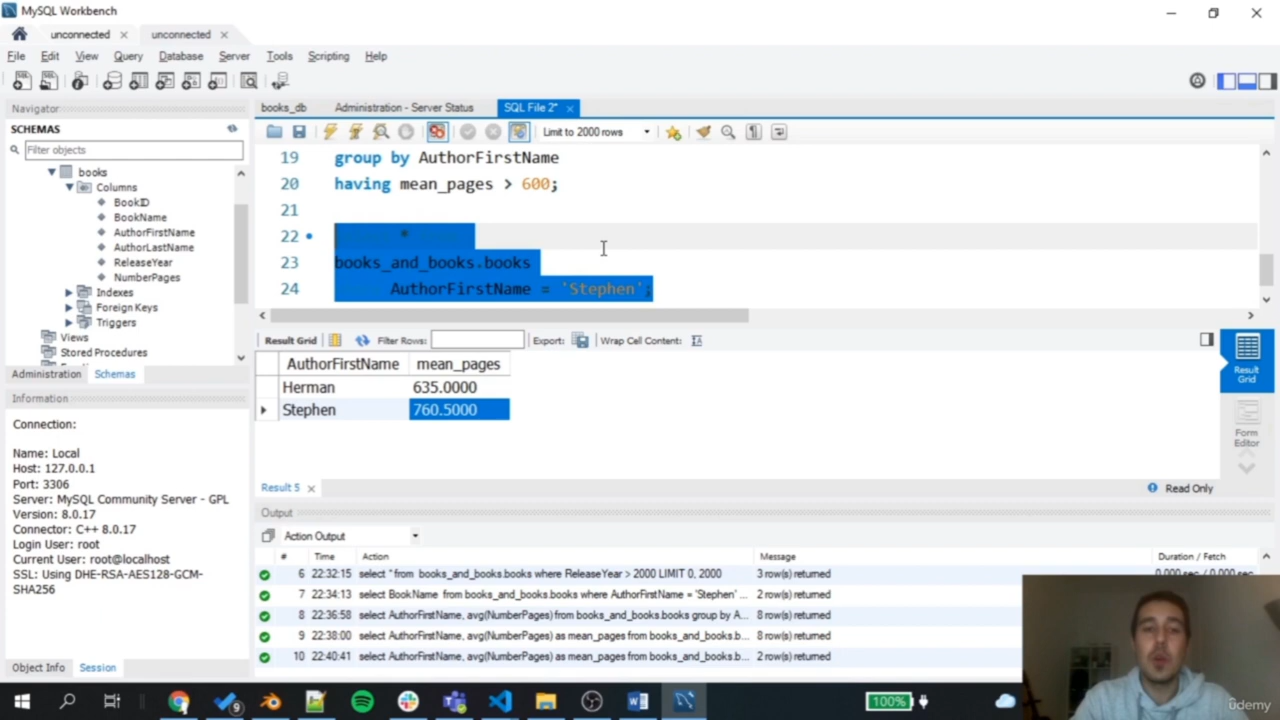 MySQL Workbench
unconnected
unconnected
File Edit View Query Database Server Tools Scripting Help
Navigator
SCHEMAS
Filter objects
books
Columns
BookID
BookName
AuthorFirstName
AuthorLastName
ReleaseYear
NumberPages
Indexes
Foreign Keys
Triggers
Views
Stored Procedures
Administration Schemas
Information
Connection:
Name: Local
Host: 127.0.0.1
Port: 3306
Server: MySQL Community Server - GPL
Version: 8.0.17
Connector: C++ 8.0.17
Login User: root
Current User: root@localhost
SSL: Using DHE-RSA-AES128-GCM-
SHA256
Object Info Session
books_db Administration - Server Status SQL File 2*
Limit to 2000 rows
19 group by AuthorFirstName
20 having mean_pages > 600;
21
22 *
23 books_and_books.books
24 AuthorFirstName = 'Stephen';
Result Grid Filter Rows: Export: Wrap Cell Content:
AuthorFirstName mean_pages
Herman 635.0000
Stephen 760.5000
Result Grid
Form Editor
Result 5
Read Only
Output
Action Output
# Time Action Message Duration / Fetch
6 22:32:15 select * from books_and_books.books where ReleaseYear > 2000 LIMIT 0, 2000 3 row(s) returned 0.000 sec / 0.000 sec
7 22:34:13 select BookName from books_and_books.books where AuthorFirstName = 'Stephen' ... 2 row(s) returned
8 22:36:58 select AuthorFirstName, avg(NumberPages) from books_and_books.books group by A... 8 row(s) returned
9 22:38:00 select AuthorFirstName, avg(NumberPages) as mean_pages from books_and_books.b... 8 row(s) returned
10 22:40:41 select AuthorFirstName, avg(NumberPages) as mean_pages from books_and_books.b... 2 row(s) returned
9
100%
ûdemy